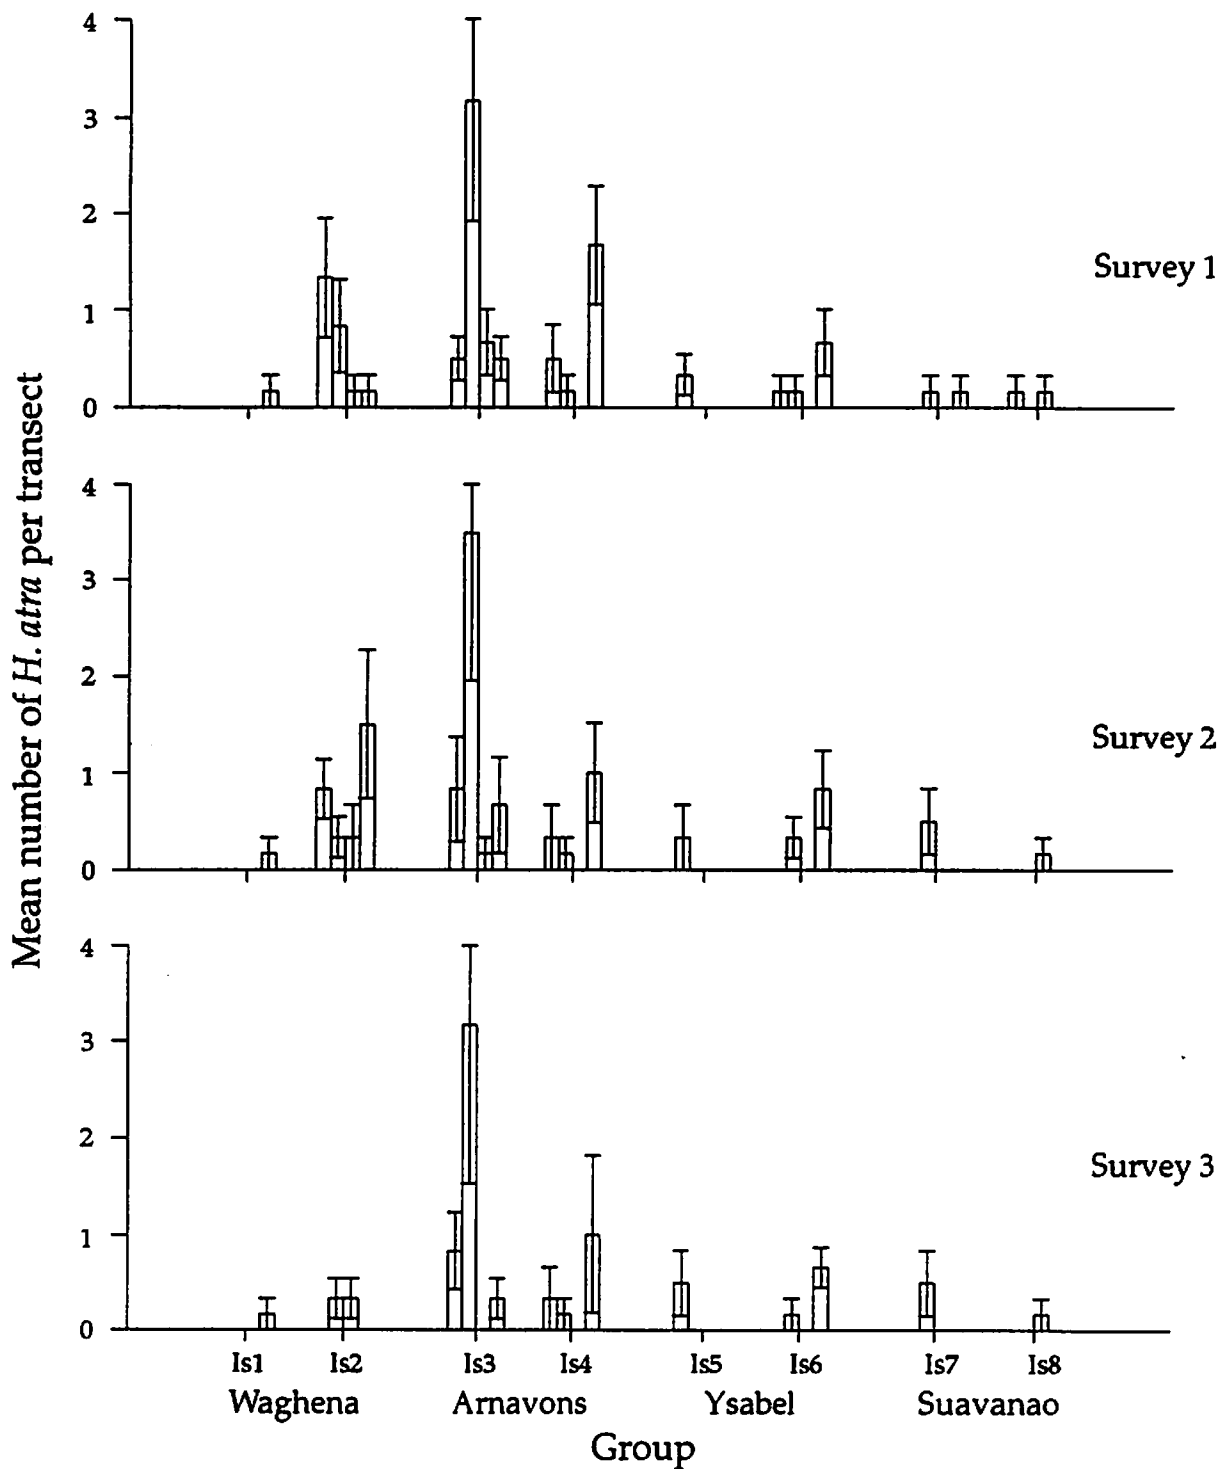 Mean number of H. atra per transect
4
3
2
1
0
Survey 1
4
3
2
1
0
Survey 2
4
3
2
1
0
Survey 3
Is1 Is2 Is3 Is4 Is5 Is6 Is7 Is8
Waghena Arnavons Ysabel Suavanao
Group